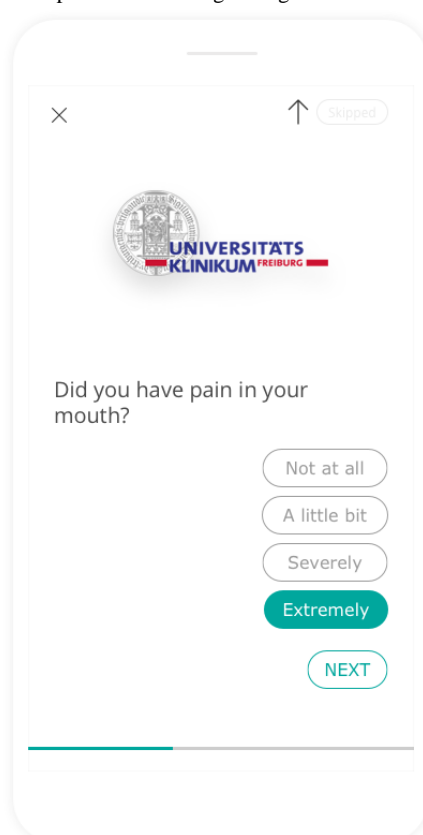 Skipped
UNIVERSITÄTS
KLINIKUM FREIBURG
Did you have pain in your
mouth?
Not at all
A little bit
Severely
Extremely
NEXT